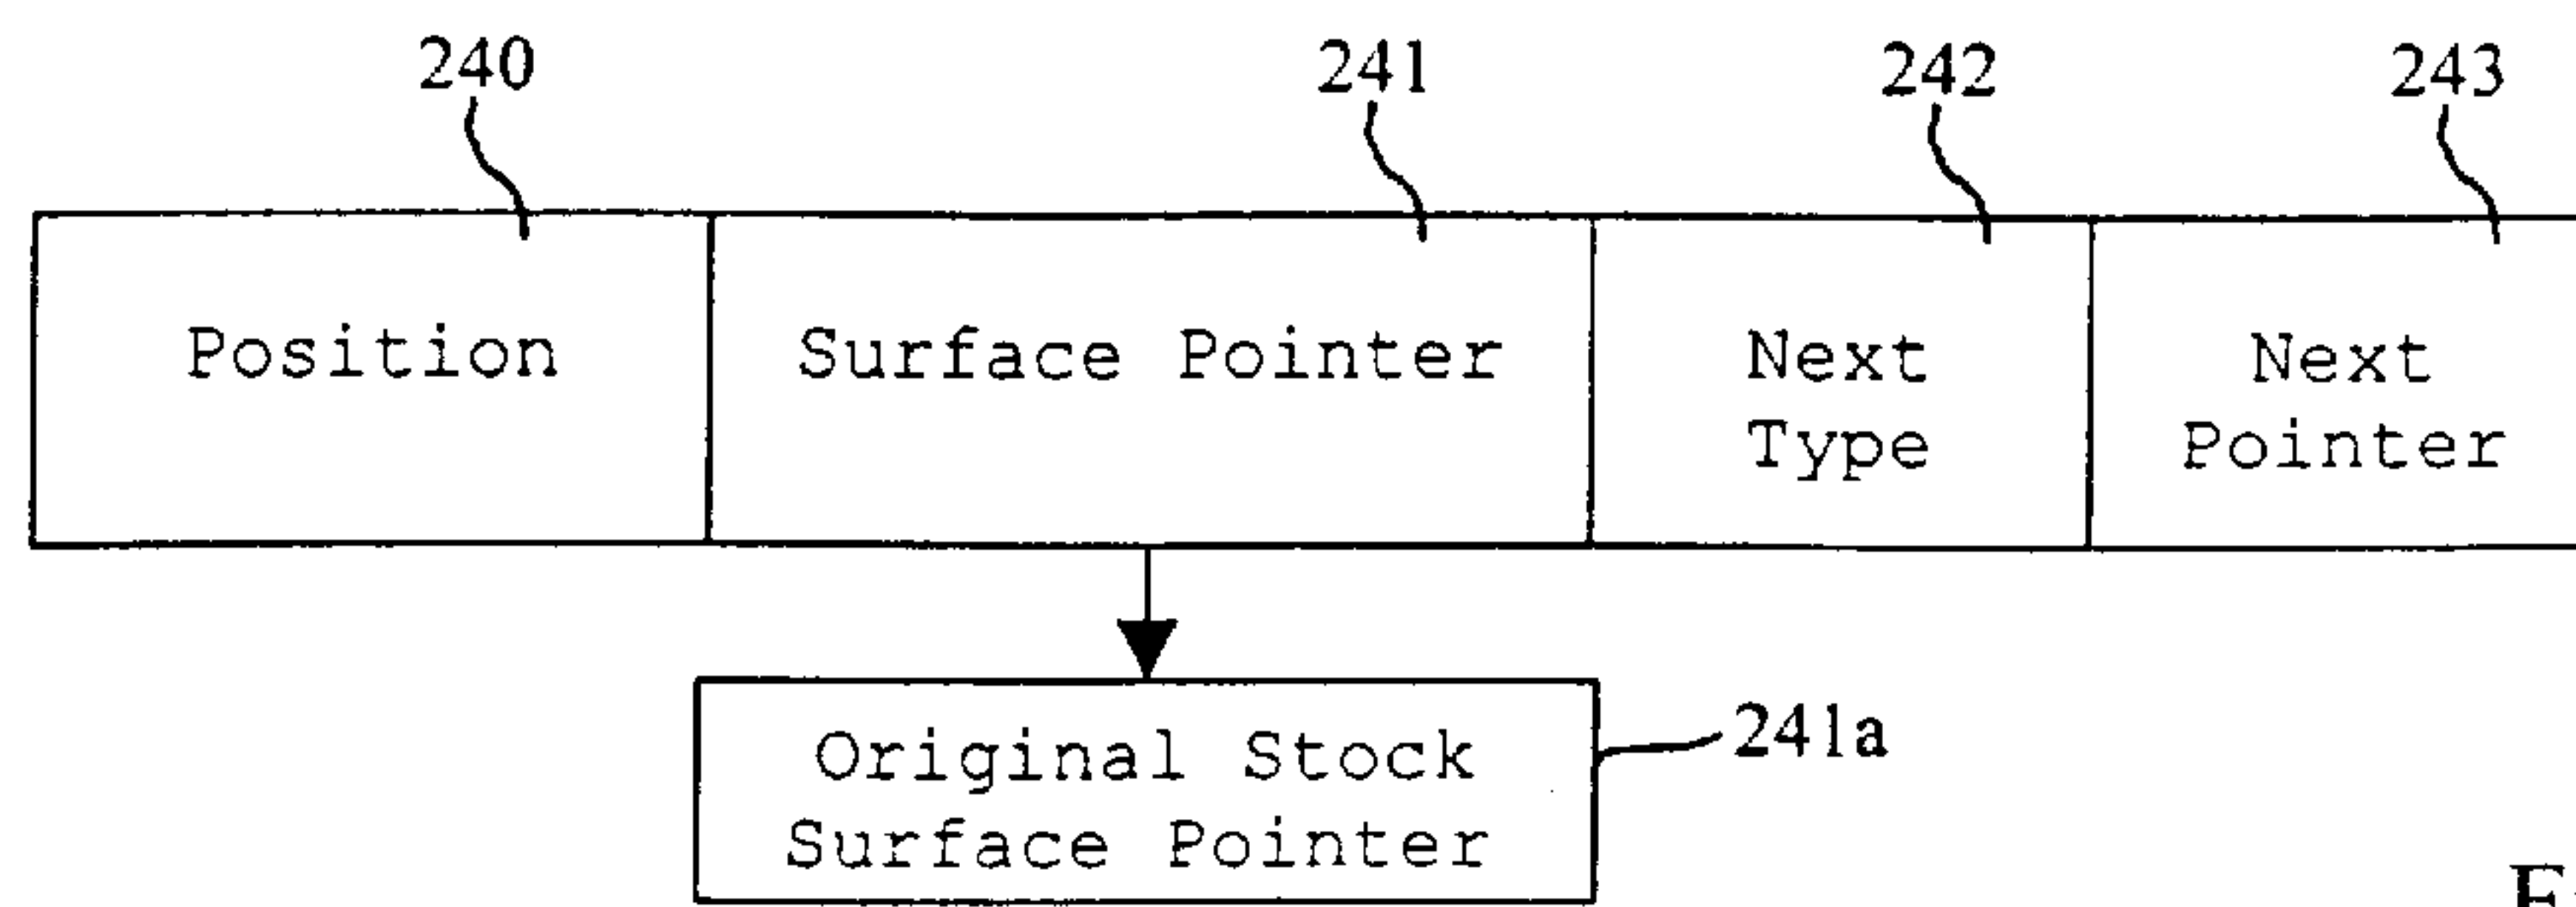 240 241 242 243
Position Surface Pointer Next Next
Type Pointer
Original Stock 241a
Surface Pointer